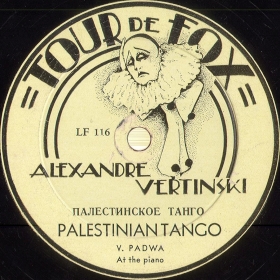 =TOUR DE FOX=
LF 116
ALEXANDRE
VERTINSKI
ПАЛЕСТИНСКОЕ ТАНГО
PALESTINIAN TANGO
V. PADWA
At the piano